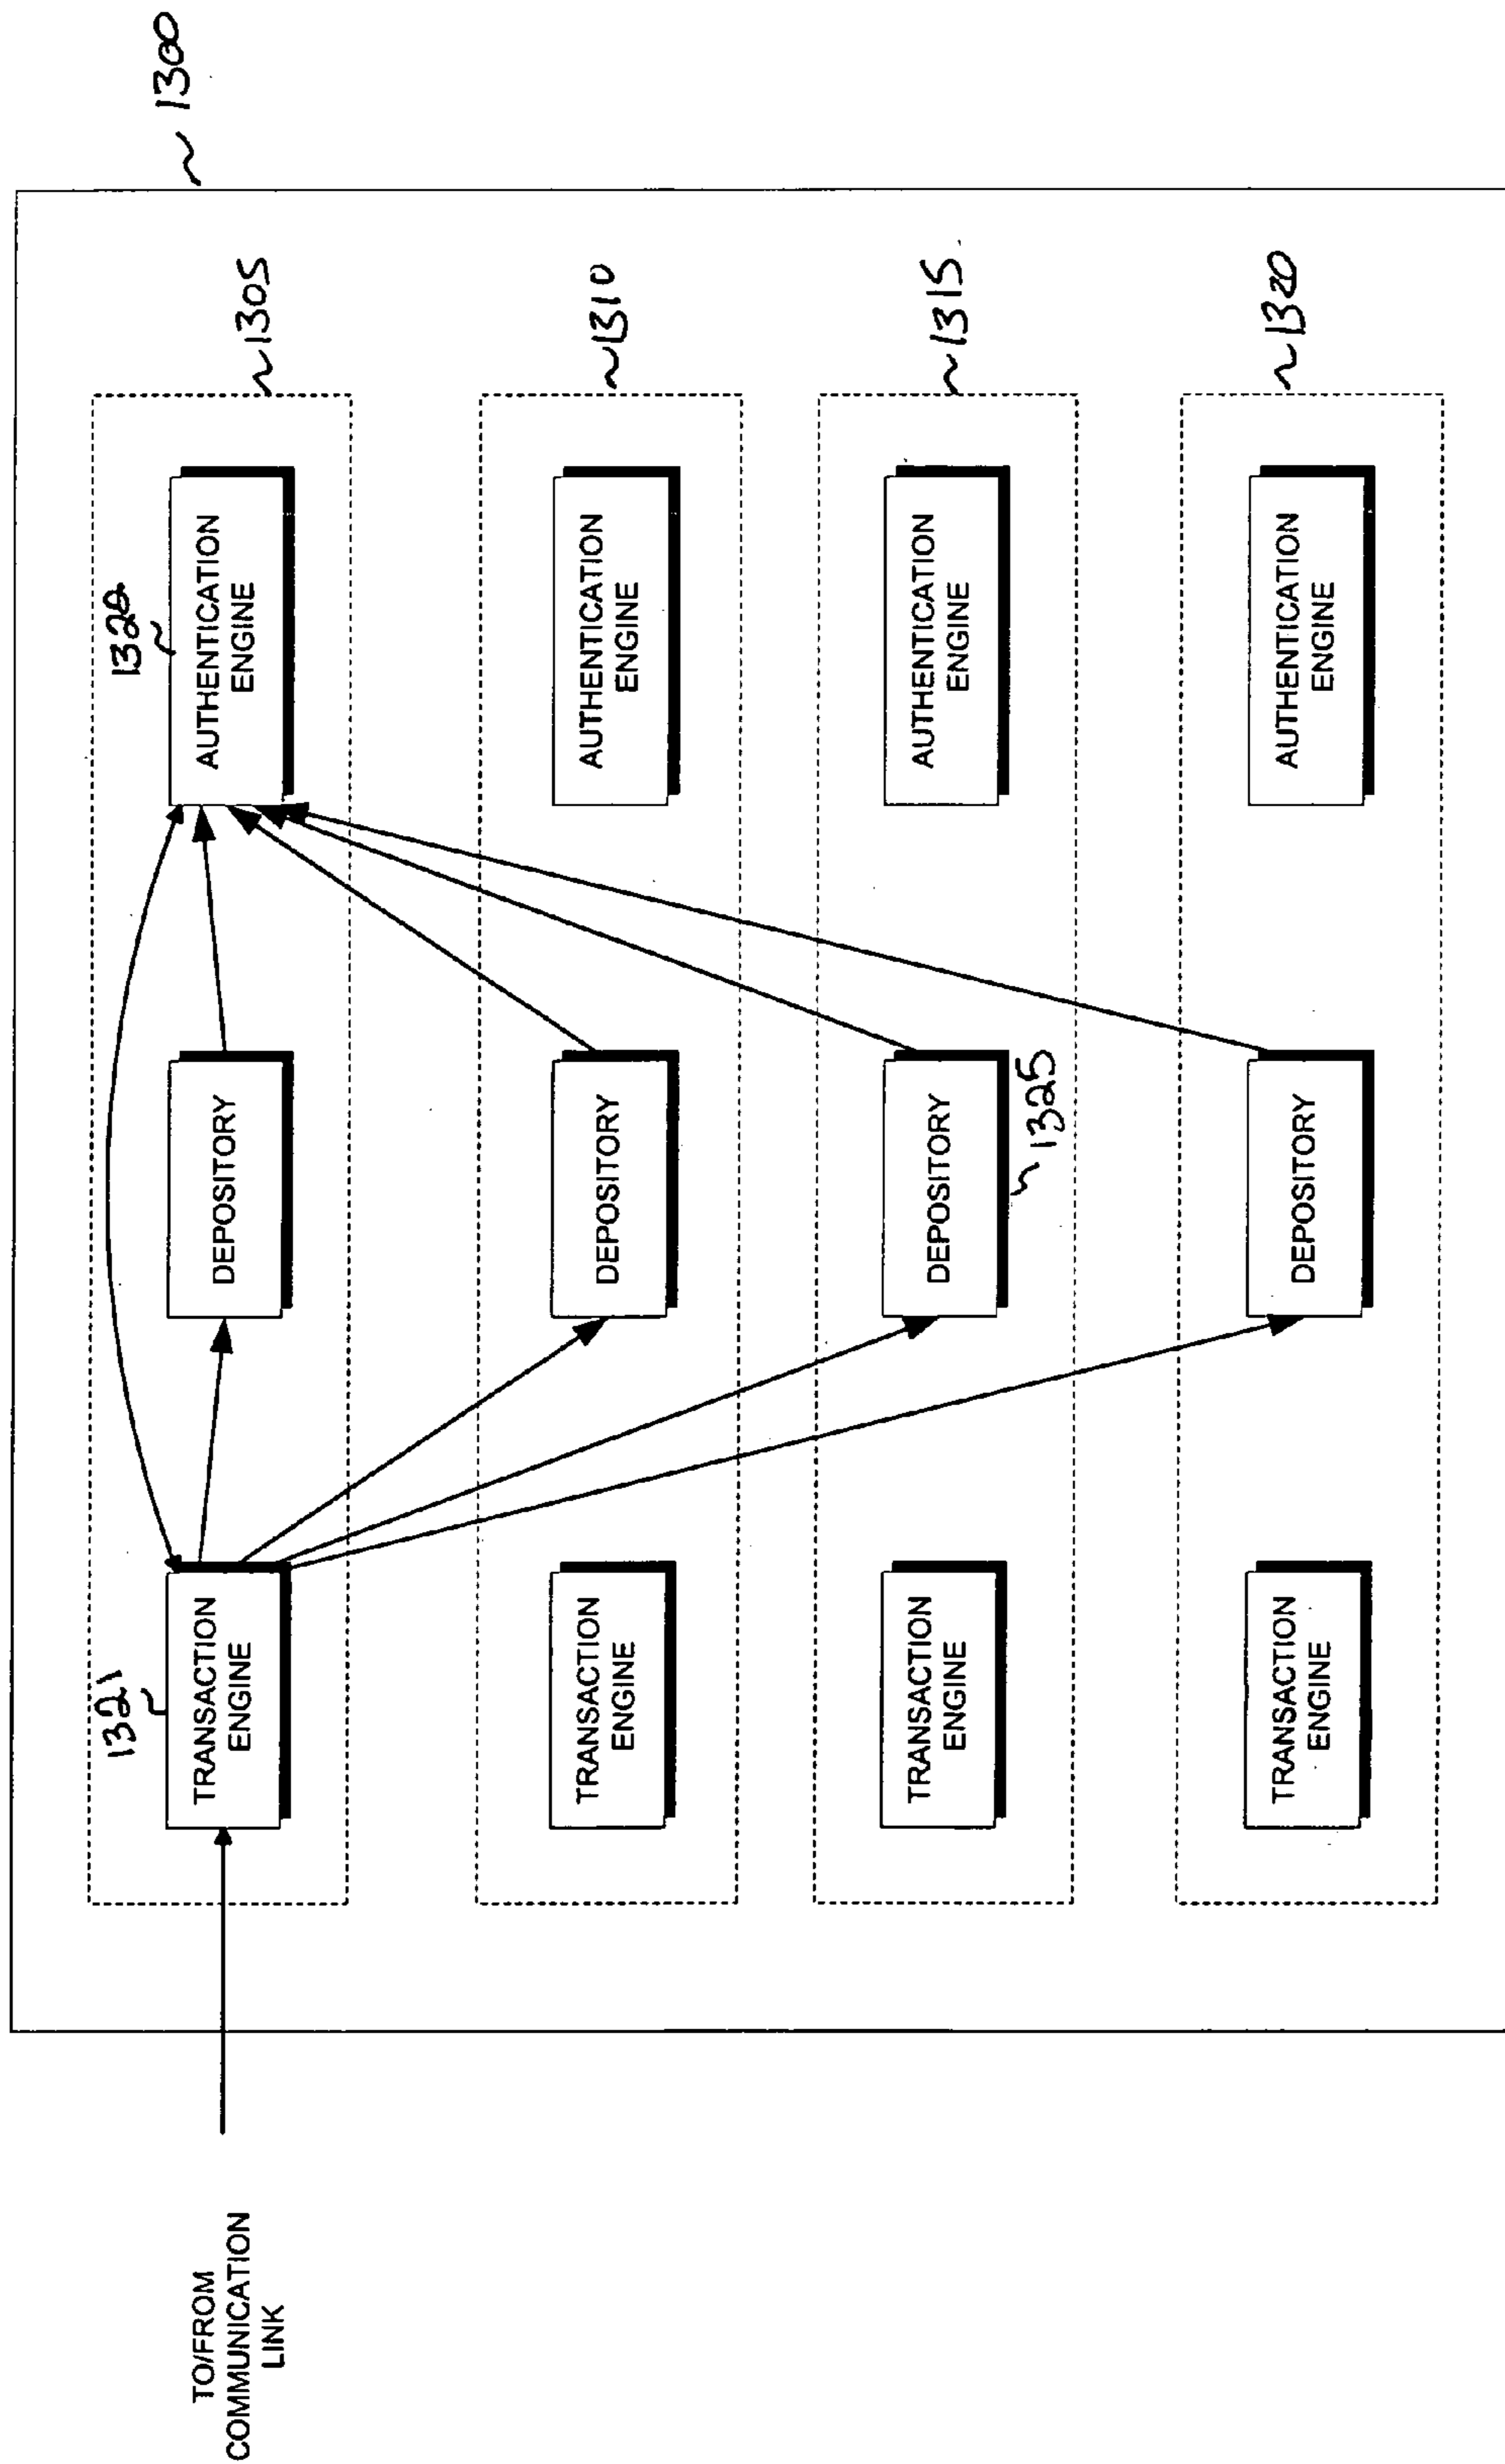 1300
TO/FROM
COMMUNICATION
LINK
1321
TRANSACTION
ENGINE
DEPOSITORY
AUTHENTICATION
ENGINE
1305
TRANSACTION
ENGINE
DEPOSITORY
AUTHENTICATION
ENGINE
1310
TRANSACTION
ENGINE
DEPOSITORY
1325
AUTHENTICATION
ENGINE
1315
TRANSACTION
ENGINE
DEPOSITORY
AUTHENTICATION
ENGINE
1320